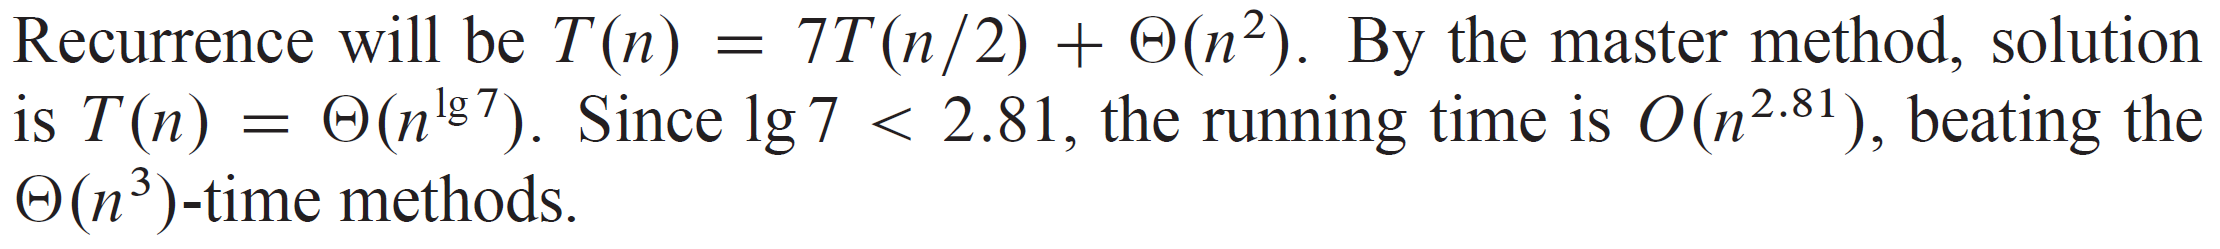 Recurrence will be T(n) = 7T(n/2) + Θ(n²). By the master method, solution
is T(n) = Θ(n^{lg 7}). Since lg 7 < 2.81, the running time is O(n^{2.81}), beating the
Θ(n³)-time methods.